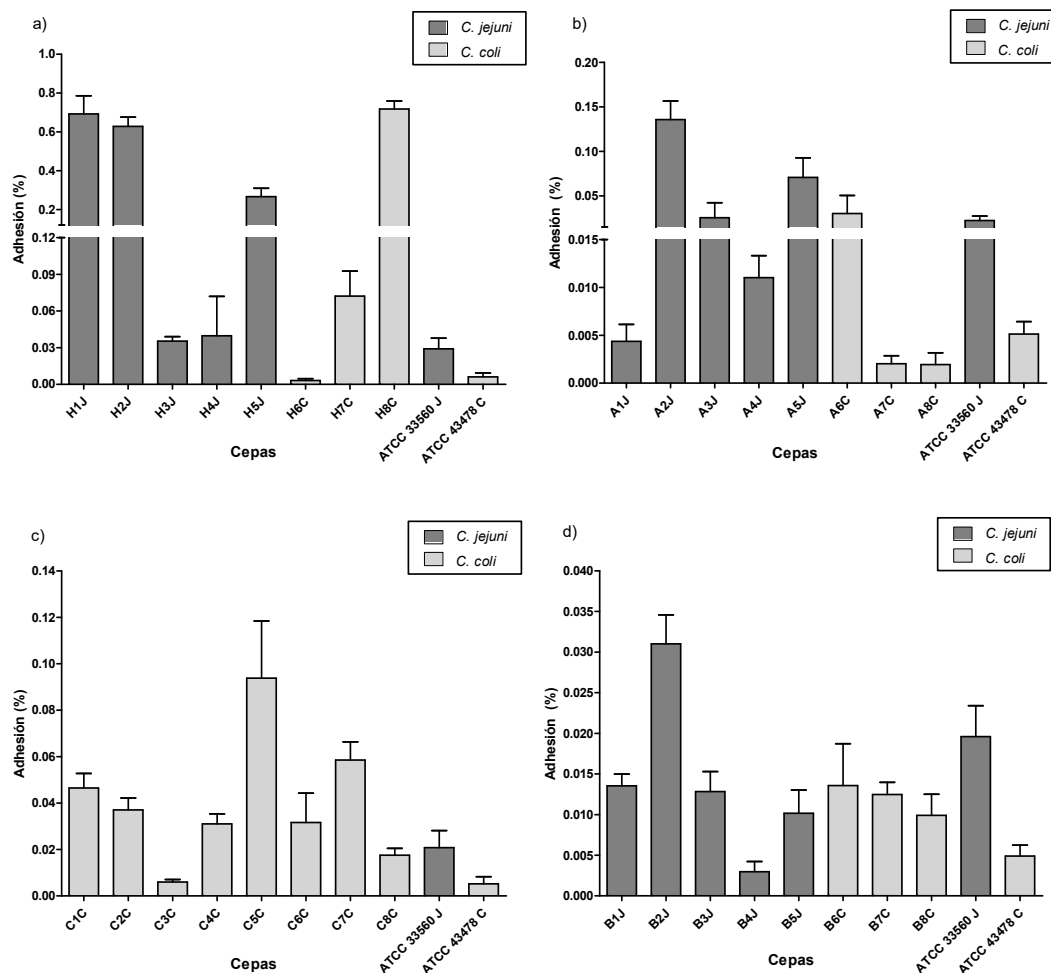 a)
C. jejuni
C. coli
1.0
0.8
0.6
0.4
0.2
0.12
0.09
0.06
0.03
0.00
Adhesión (%)
H1J H2J H3J H4J H5J H6C H7C H8C ATCC 33560 J ATCC 43478 C
Cepas
b)
C. jejuni
C. coli
0.20
0.15
0.10
0.05
0.015
0.010
0.005
0.000
Adhesión (%)
A1J A2J A3J A4J A5J A6C A7C A8C ATCC 33560 J ATCC 43478 C
Cepas
c)
C. jejuni
C. coli
0.14
0.12
0.10
0.08
0.06
0.04
0.02
0.00
Adhesión (%)
C1C C2C C3C C4C C5C C6C C7C C8C ATCC 33560 J ATCC 43478 C
Cepas
d)
C. jejuni
C. coli
0.040
0.035
0.030
0.025
0.020
0.015
0.010
0.005
0.000
Adhesión (%)
B1J B2J B3J B4J B5J B6C B7C B8C ATCC 33560 J ATCC 43478 C
Cepas